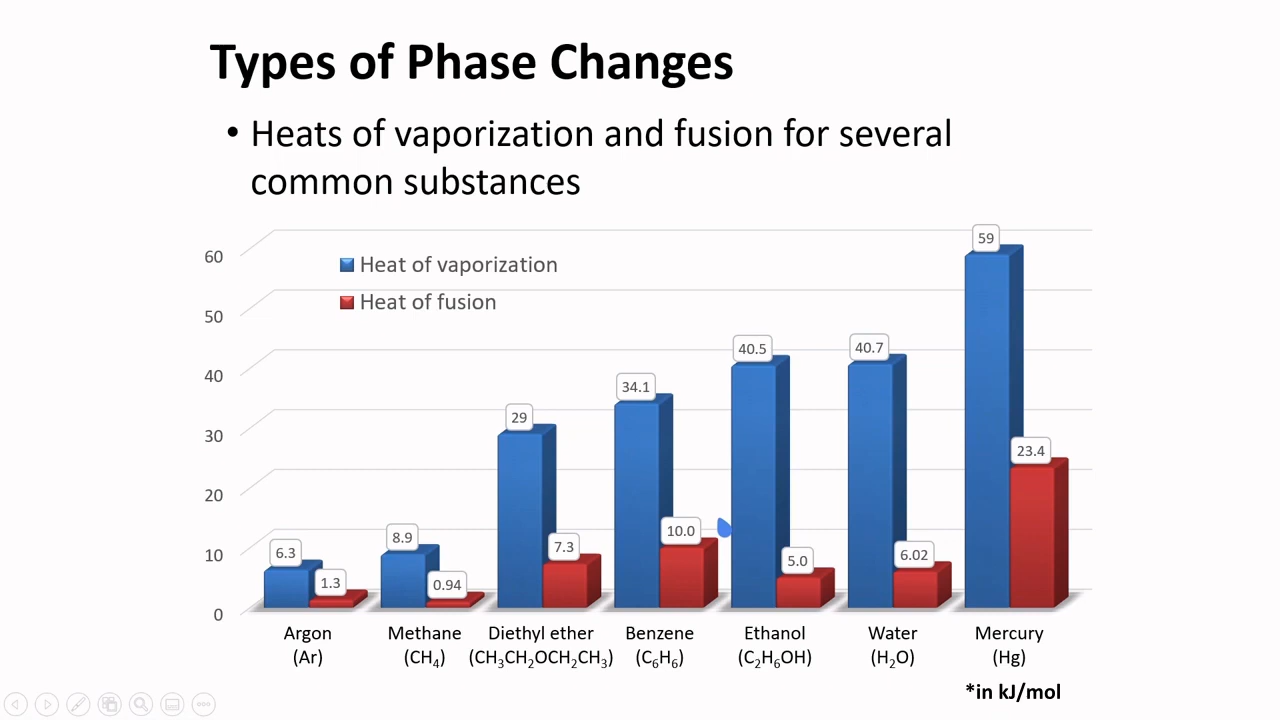 Types of Phase Changes
• Heats of vaporization and fusion for several
common substances
Heat of vaporization
Heat of fusion
60
50
40
30
20
10
0
6.3
1.3
8.9
0.94
29
7.3
34.1
10.0
40.5
5.0
40.7
6.02
59
23.4
Argon Methane Diethyl ether Benzene Ethanol Water Mercury
(Ar) (CH₄) (CH₃CH₂OCH₂CH₃) (C₆H₆) (C₂H₆OH) (H₂O) (Hg)
*in kJ/mol